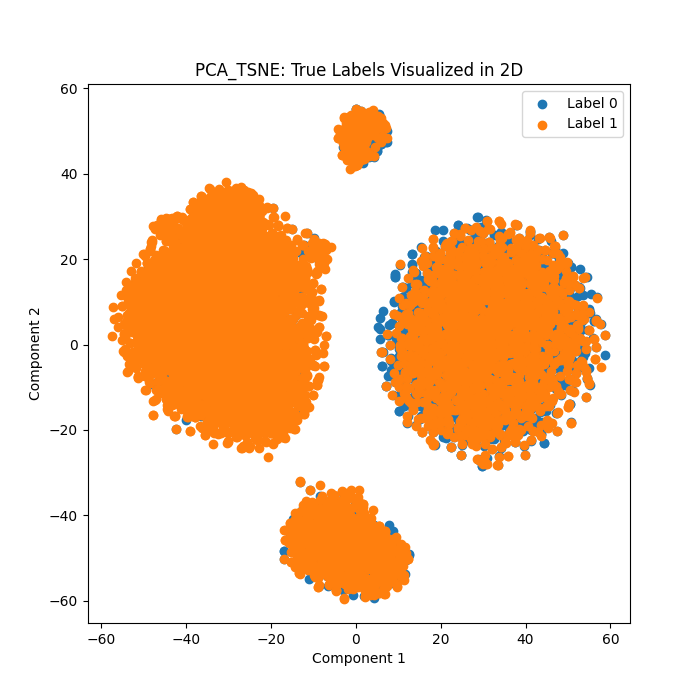 PCA_TSNE: True Labels Visualized in 2D
Label 0
Label 1
60
40
20
0
−20
−40
−60
Component 2
−60
−40
−20
0
20
40
60
Component 1